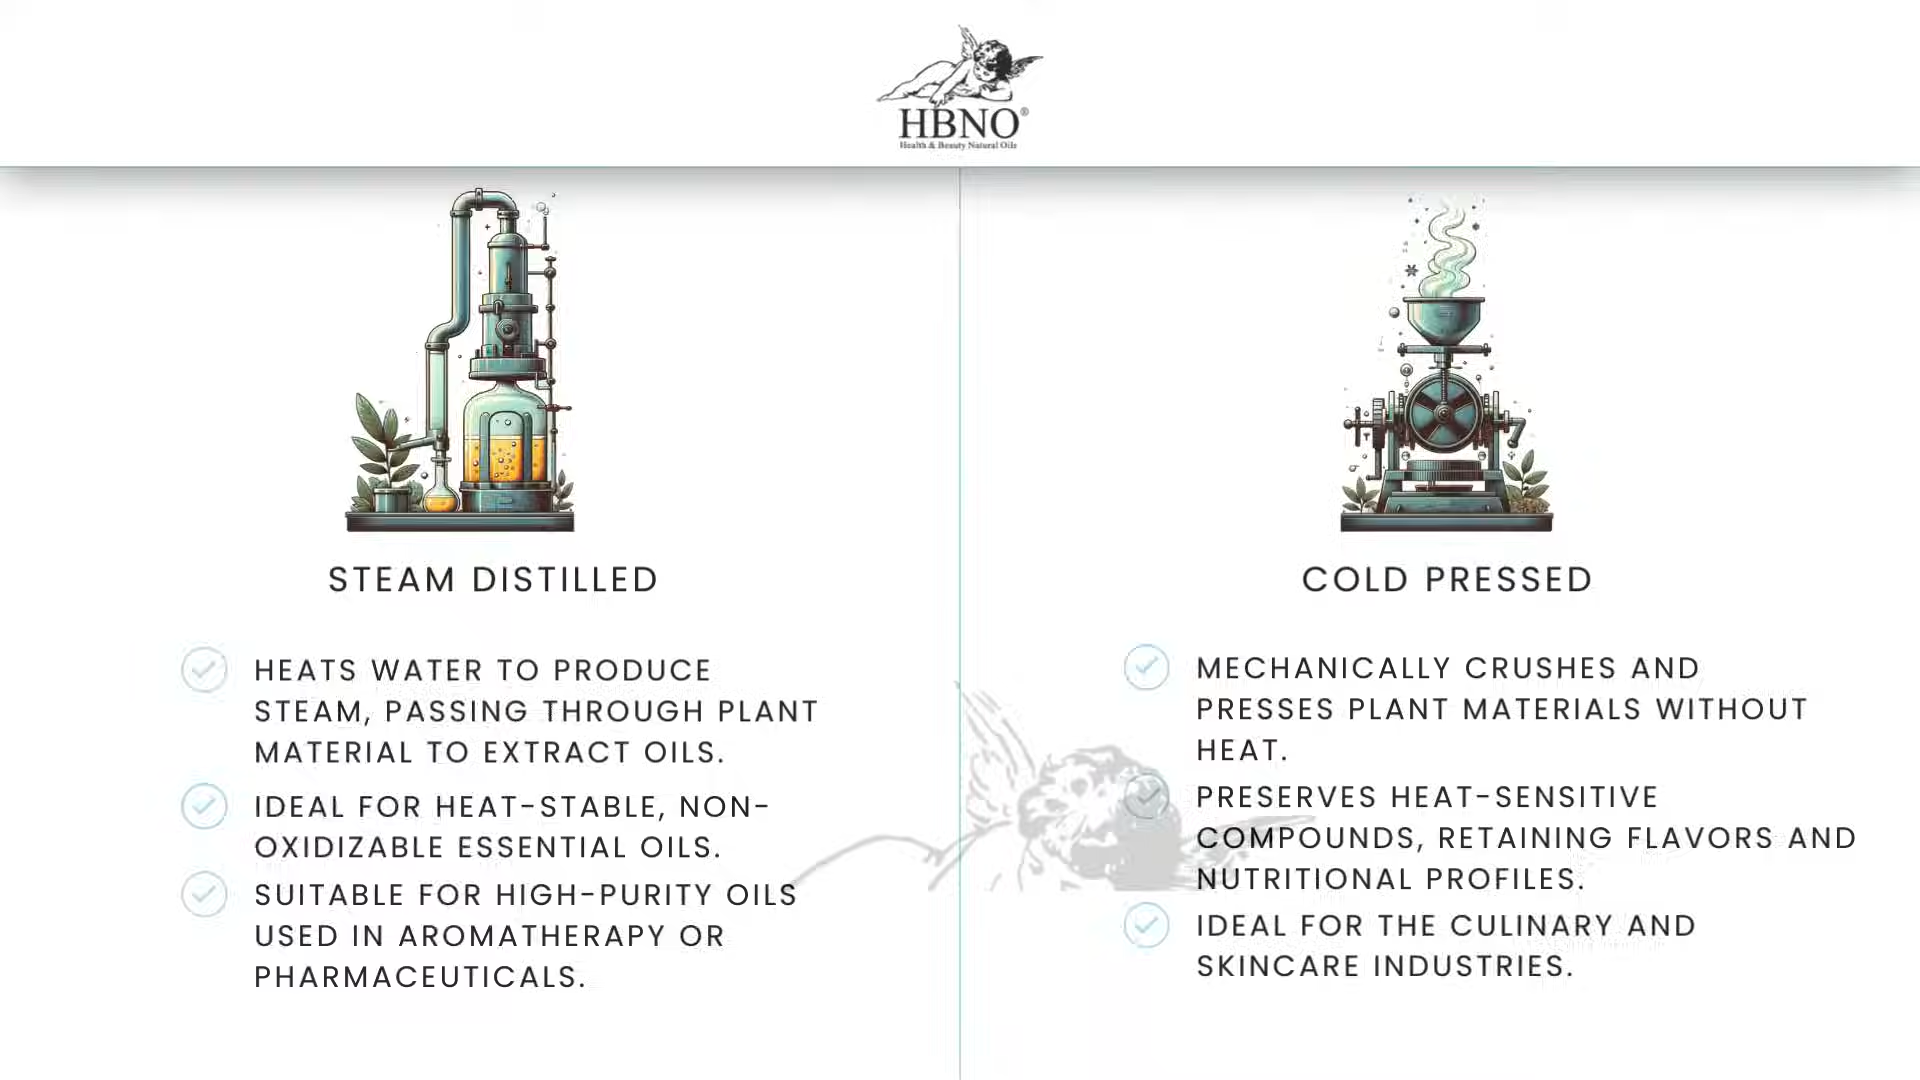 HBNO®
Health & Beauty Natural Oils
STEAM DISTILLED
HEATS WATER TO PRODUCE
STEAM, PASSING THROUGH PLANT
MATERIAL TO EXTRACT OILS.
IDEAL FOR HEAT-STABLE, NON-
OXIDIZABLE ESSENTIAL OILS.
SUITABLE FOR HIGH-PURITY OILS
USED IN AROMATHERAPY OR
PHARMACEUTICALS.
COLD PRESSED
MECHANICALLY CRUSHES AND
PRESSES PLANT MATERIALS WITHOUT
HEAT.
PRESERVES HEAT-SENSITIVE
COMPOUNDS, RETAINING FLAVORS AND
NUTRITIONAL PROFILES.
IDEAL FOR THE CULINARY AND
SKINCARE INDUSTRIES.